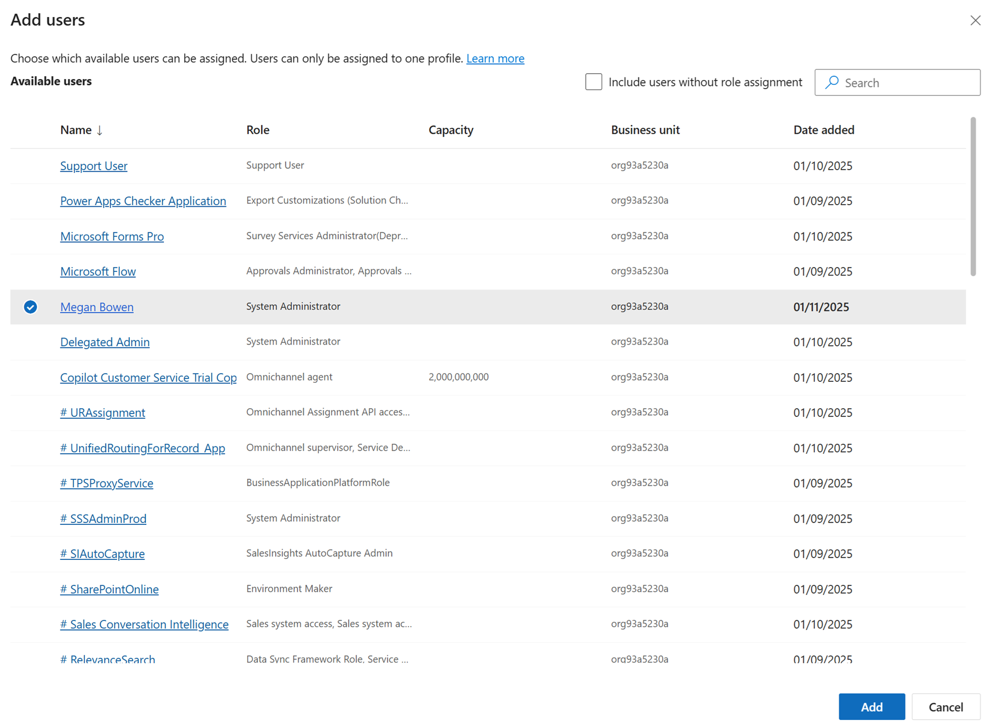 Add users
Choose which available users can be assigned. Users can only be assigned to one profile. Learn more
Available users
Include users without role assignment
Search
Name ↓ Role Capacity Business unit Date added
Support User Support User org93a5230a 01/10/2025
Power Apps Checker Application Export Customizations (Solution Ch... org93a5230a 01/09/2025
Microsoft Forms Pro Survey Services Administrator(Depr... org93a5230a 01/10/2025
Microsoft Flow Approvals Administrator, Approvals ... org93a5230a 01/09/2025
Megan Bowen System Administrator org93a5230a 01/11/2025
Delegated Admin System Administrator org93a5230a 01/10/2025
Copilot Customer Service Trial Cop Omnichannel agent 2,000,000,000 org93a5230a 01/10/2025
# URAssignment Omnichannel Assignment API acces... org93a5230a 01/10/2025
# UnifiedRoutingForRecord_App Omnichannel supervisor, Service De... org93a5230a 01/10/2025
# TPSProxyService BusinessApplicationPlatformRole org93a5230a 01/09/2025
# SSSAdminProd System Administrator org93a5230a 01/09/2025
# SIAutoCapture SalesInsights AutoCapture Admin org93a5230a 01/09/2025
# SharePointOnline Environment Maker org93a5230a 01/09/2025
# Sales Conversation Intelligence Sales system access, Sales system ac... org93a5230a 01/10/2025
# RelevanceSearch Data Sync Framework Role, Service ... org93a5230a 01/09/2025
Add Cancel